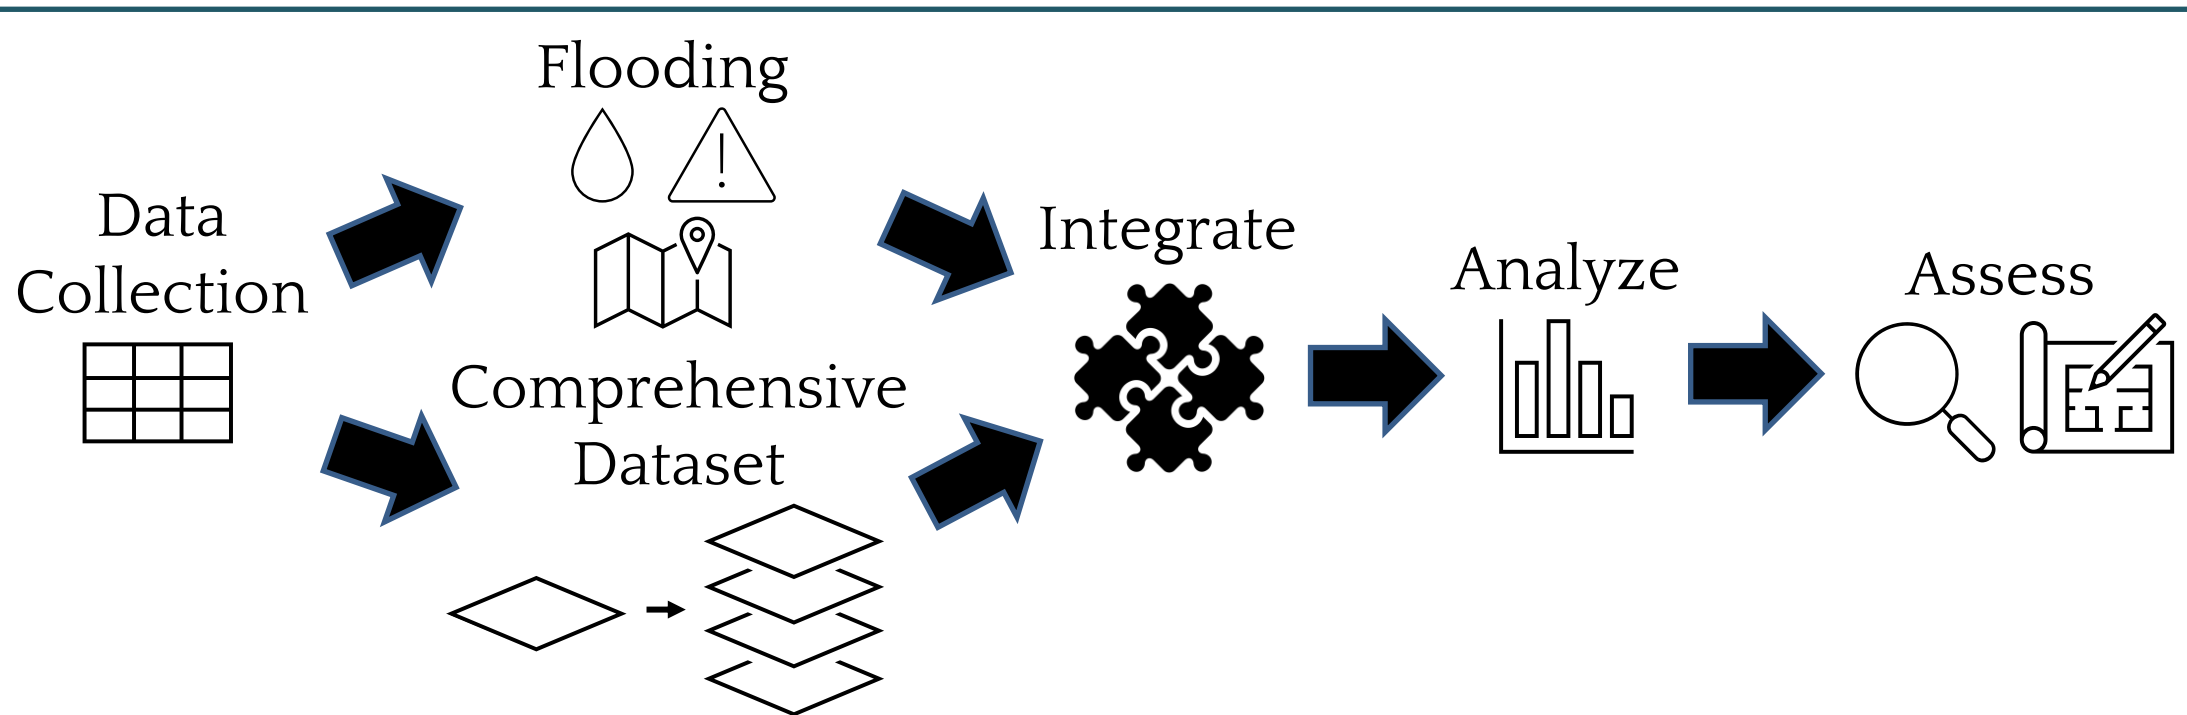 Data
Collection
Flooding
Comprehensive
Dataset
Integrate
Analyze
Assess